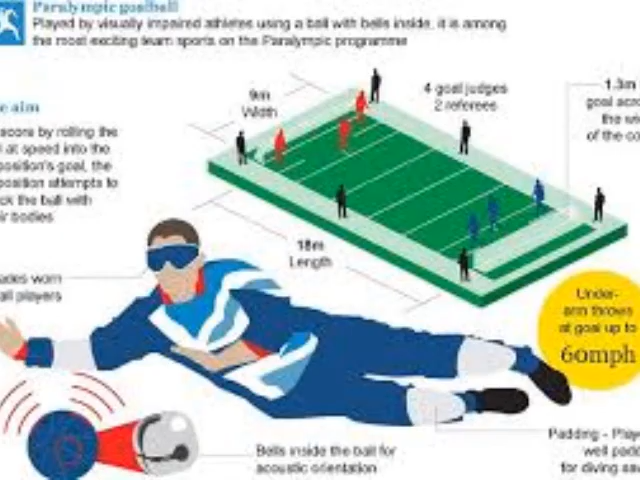 Paralympic goalball
Played by visually impaired athletes using a ball with bells inside, it is among
the most exciting team sports on the Paralympic programme
e aim
score by rolling the
at speed into the
position's goal, the
position attempts to
ck the ball with
ir bodies
9m
Width
4 goal judges
2 referees
1.3m
goal acro
the wi
of the co
18m
Length
ades worn
all players
Under-
arm throws
at goal up to
60mph
Bells inside the ball for
acoustic orientation
Padding - Play
well padd
for diving sav